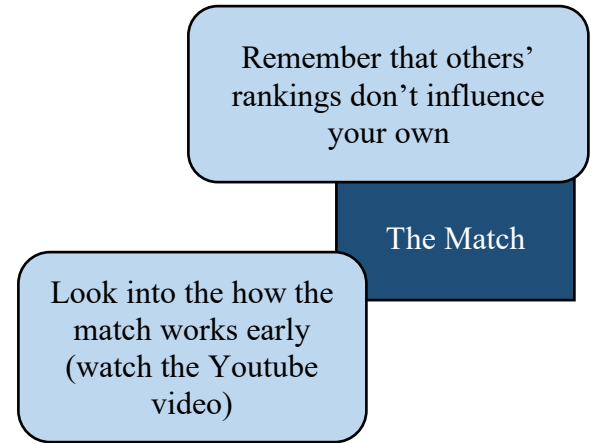 Remember that others’
rankings don’t influence
your own
The Match
Look into the how the
match works early
(watch the Youtube
video)